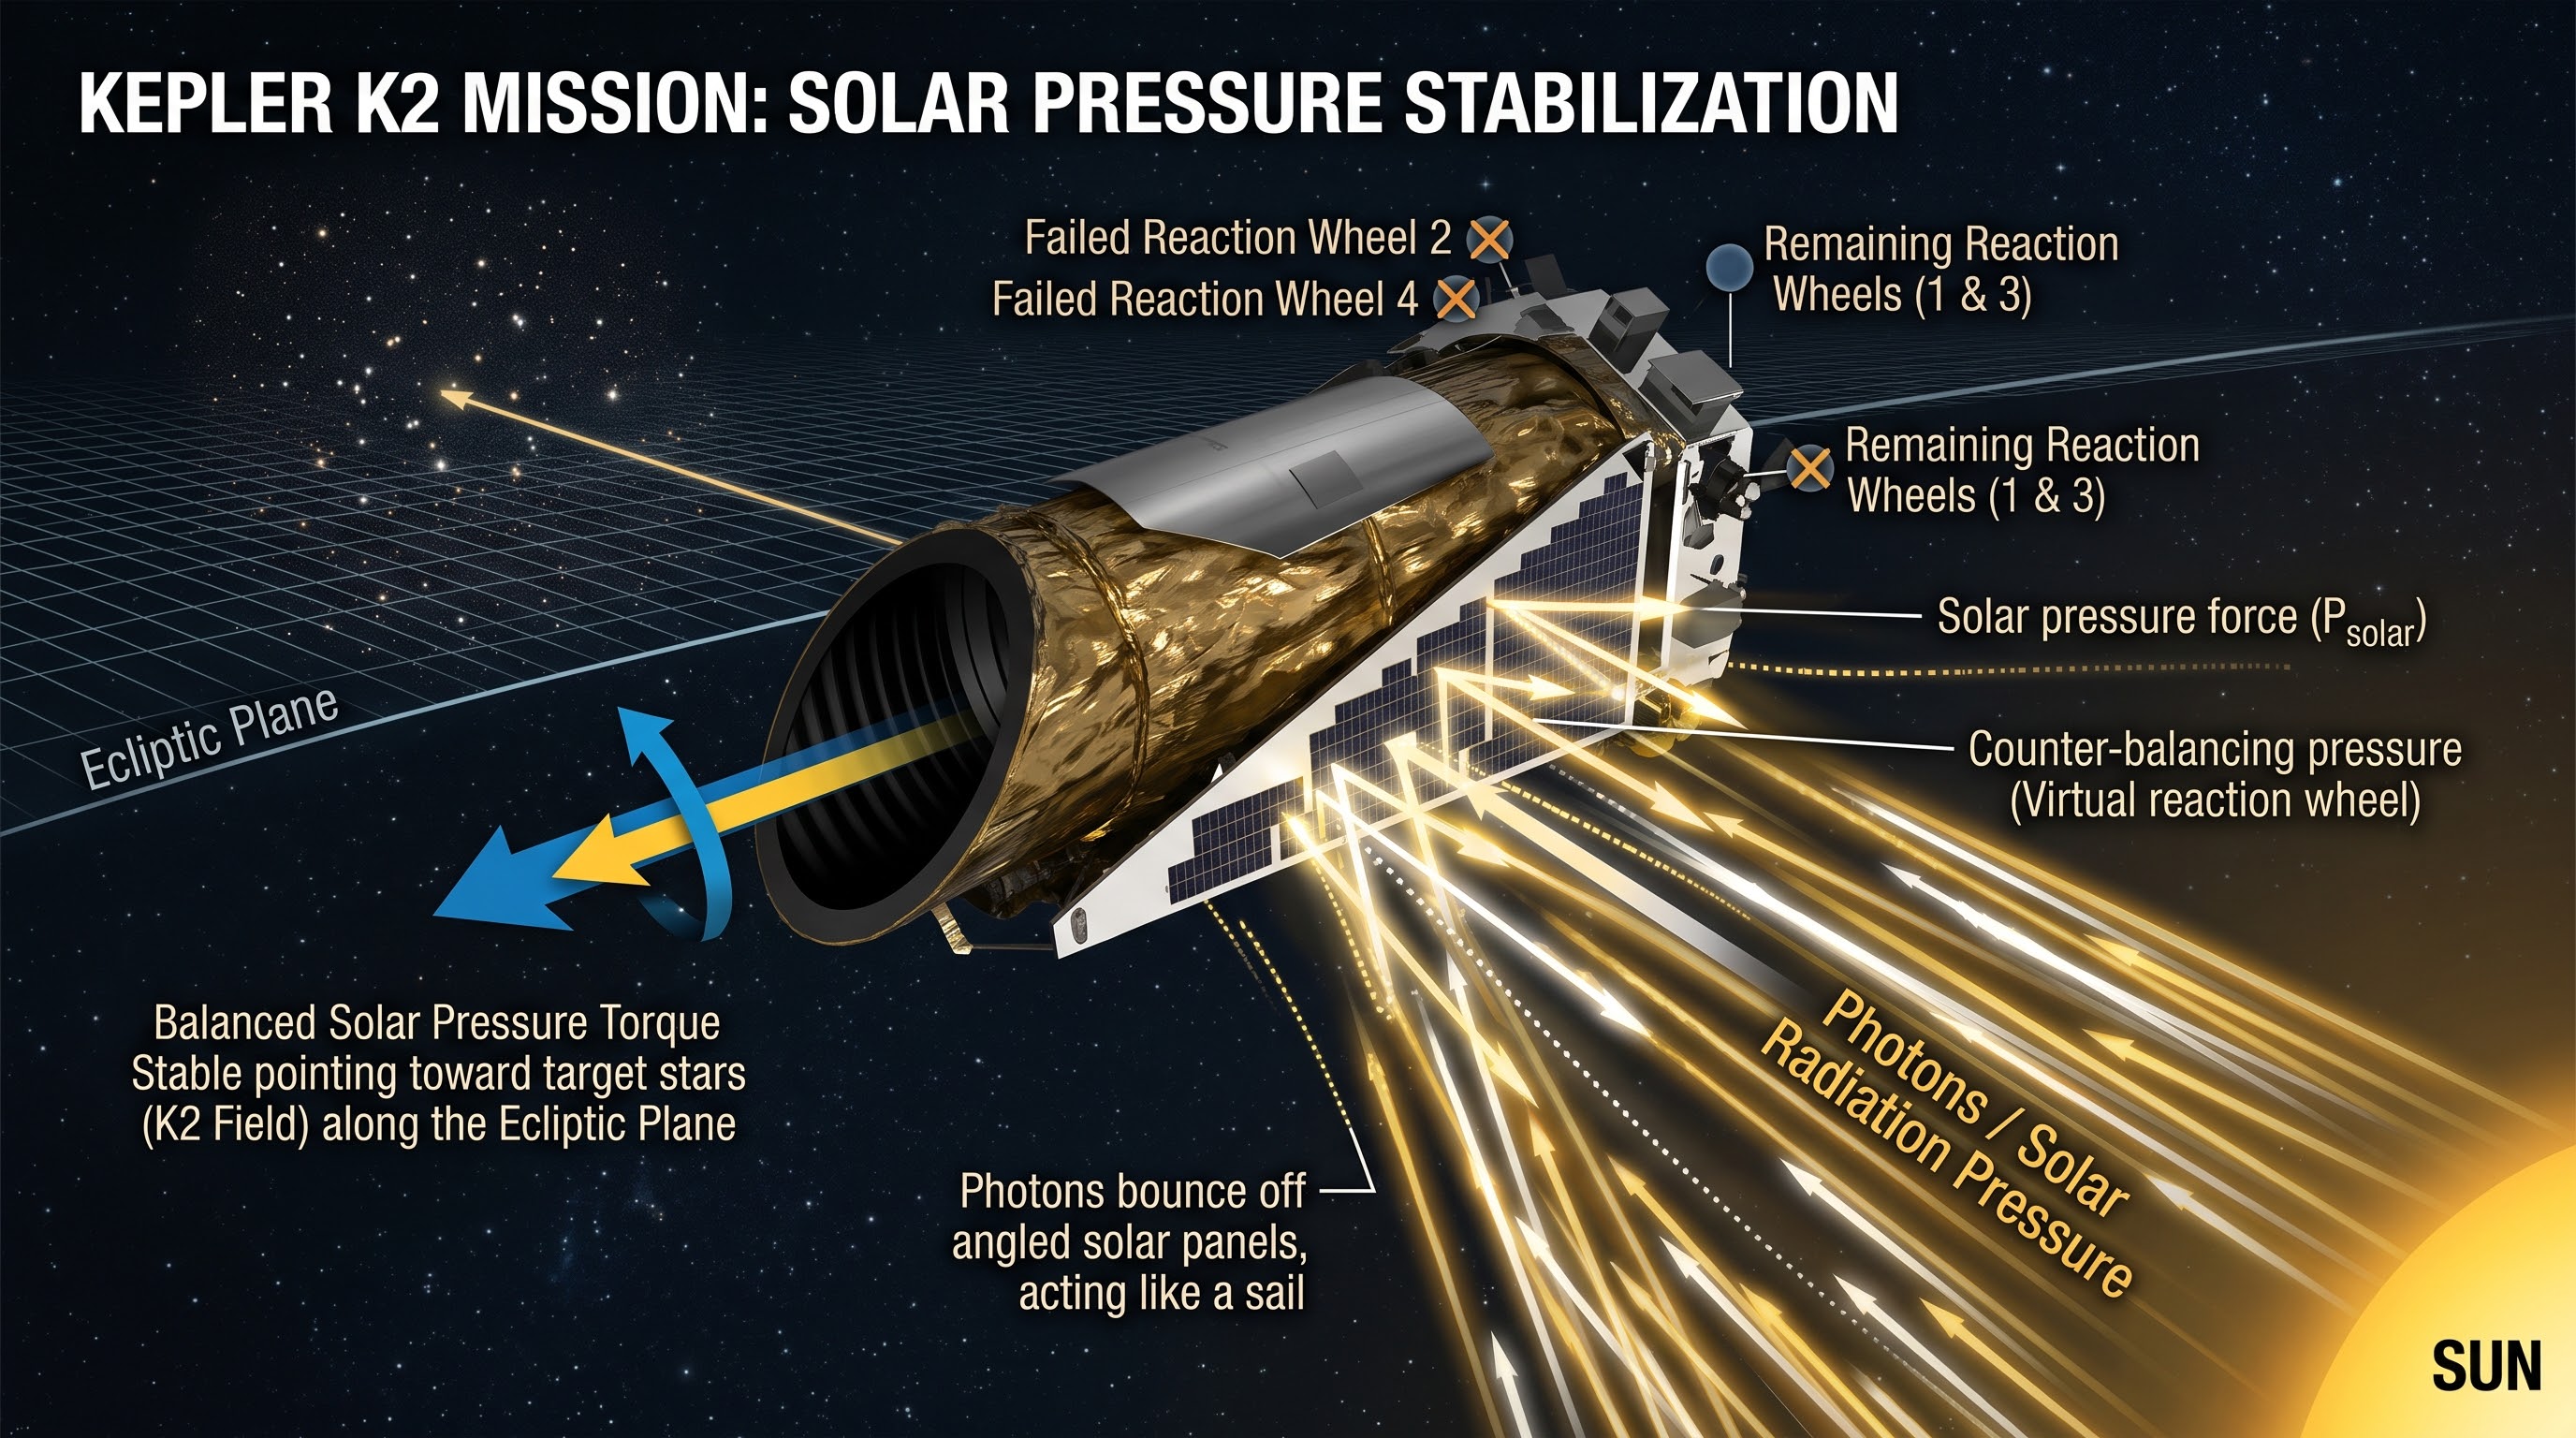 KEPLER K2 MISSION: SOLAR PRESSURE STABILIZATION
Failed Reaction Wheel 2
Failed Reaction Wheel 4
Remaining Reaction
Wheels (1 & 3)
Remaining Reaction
Wheels (1 & 3)
Solar pressure force (Psolar)
Counter-balancing pressure
(Virtual reaction wheel)
Ecliptic Plane
Balanced Solar Pressure Torque
Stable pointing toward target stars
(K2 Field) along the Ecliptic Plane
Photons bounce off
angled solar panels,
acting like a sail
Photons / Solar
Radiation Pressure
SUN